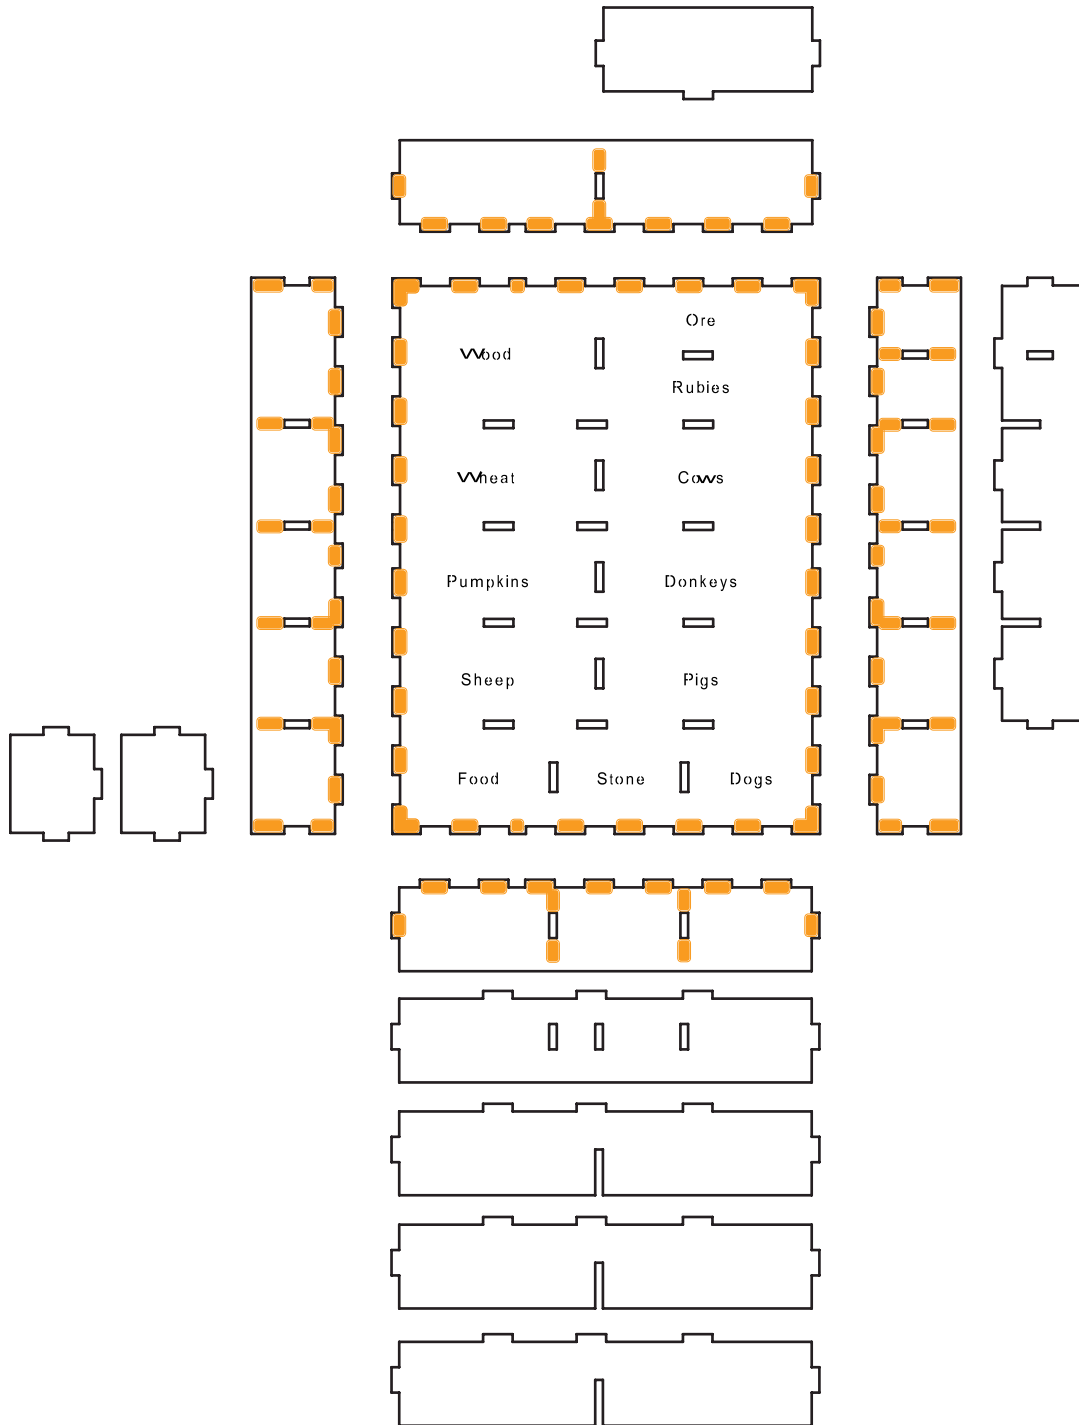 Ore
Wood
Rubies
Wheat Cows
Pumpkins Donkeys
Sheep Pigs
Food Stone Dogs